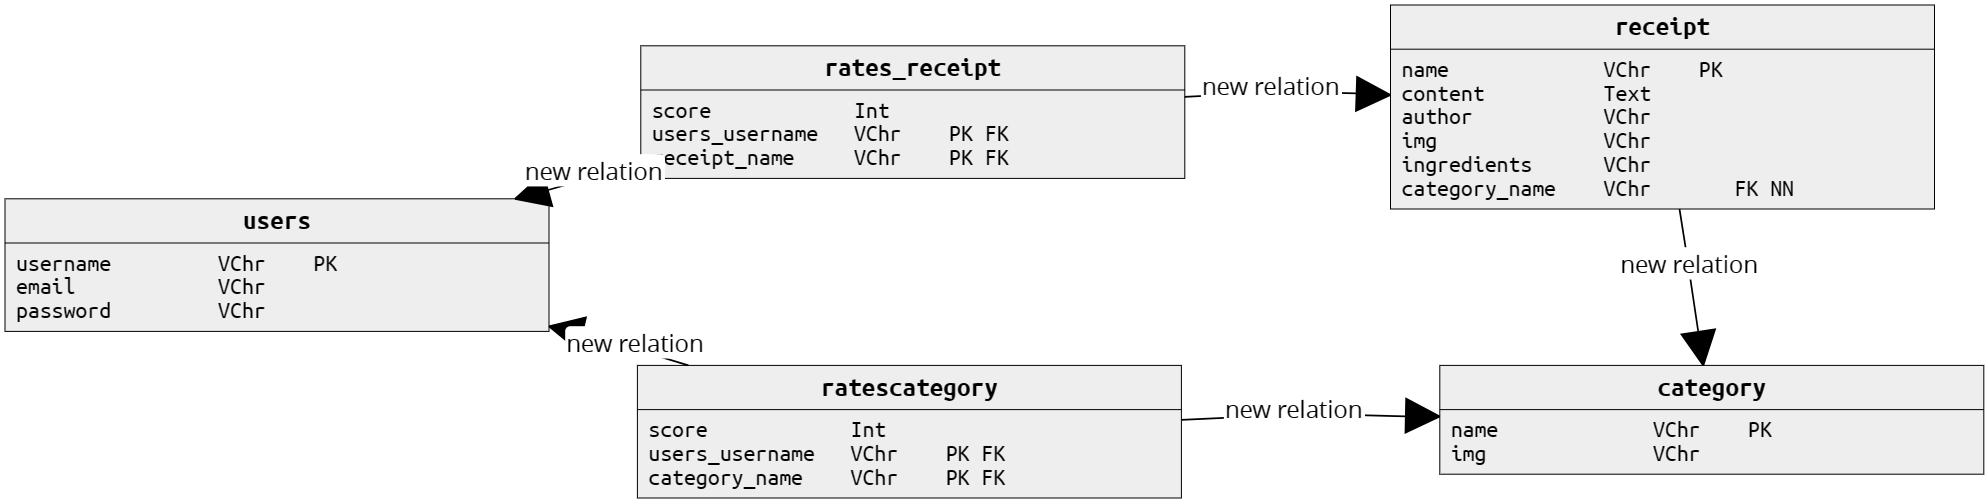 receipt
name VChr PK
content Text
author VChr
img VChr
ingredients VChr
category_name VChr FK NN
rates_receipt
score Int
users_username VChr PK FK
eceipt_name VChr PK FK
new relation
new relation
users
username VChr PK
email VChr
password VChr
new relation
new relation
ratescategory
score Int
users_username VChr PK FK
category_name VChr PK FK
new relation
category
name VChr PK
img VChr